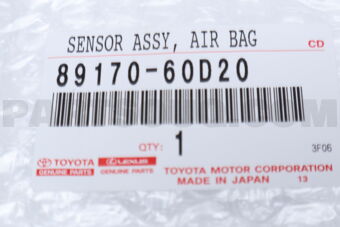 SENSOR ASSY, AIR BAG CD
89170-60D20
QTY: 1 3F06
TOYOTA LEXUS TOYOTA MOTOR CORPORATION
GENUINE PARTS GENUINE PARTS MADE IN JAPAN 13